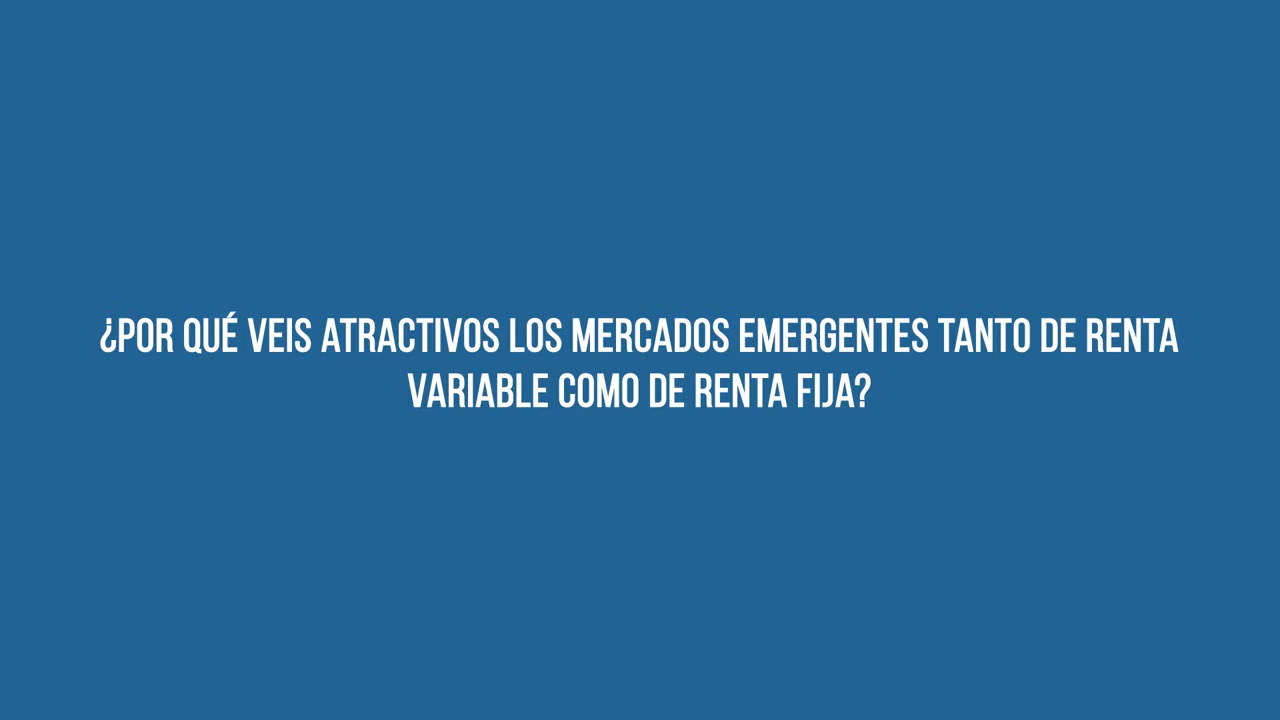 ¿POR QUÉ VEIS ATRACTIVOS LOS MERCADOS EMERGENTES TANTO DE RENTA
VARIABLE COMO DE RENTA FIJA?